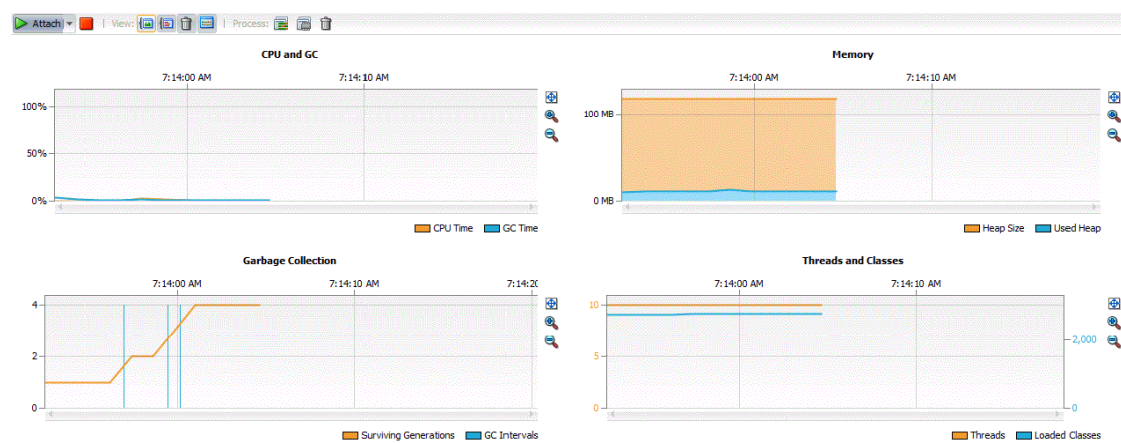 Attach View: Process:
CPU and GC
7:14:00 AM 7:14:10 AM
100%
50%
0%
CPU Time GC Time
Memory
7:14:00 AM 7:14:10 AM
100 MB
0 MB
Heap Size Used Heap
Garbage Collection
7:14:00 AM 7:14:10 AM 7:14:2
4
2
0
Surviving Generations GC Intervals
Threads and Classes
7:14:00 AM 7:14:10 AM
10
5
0
2,000
0
Threads Loaded Classes